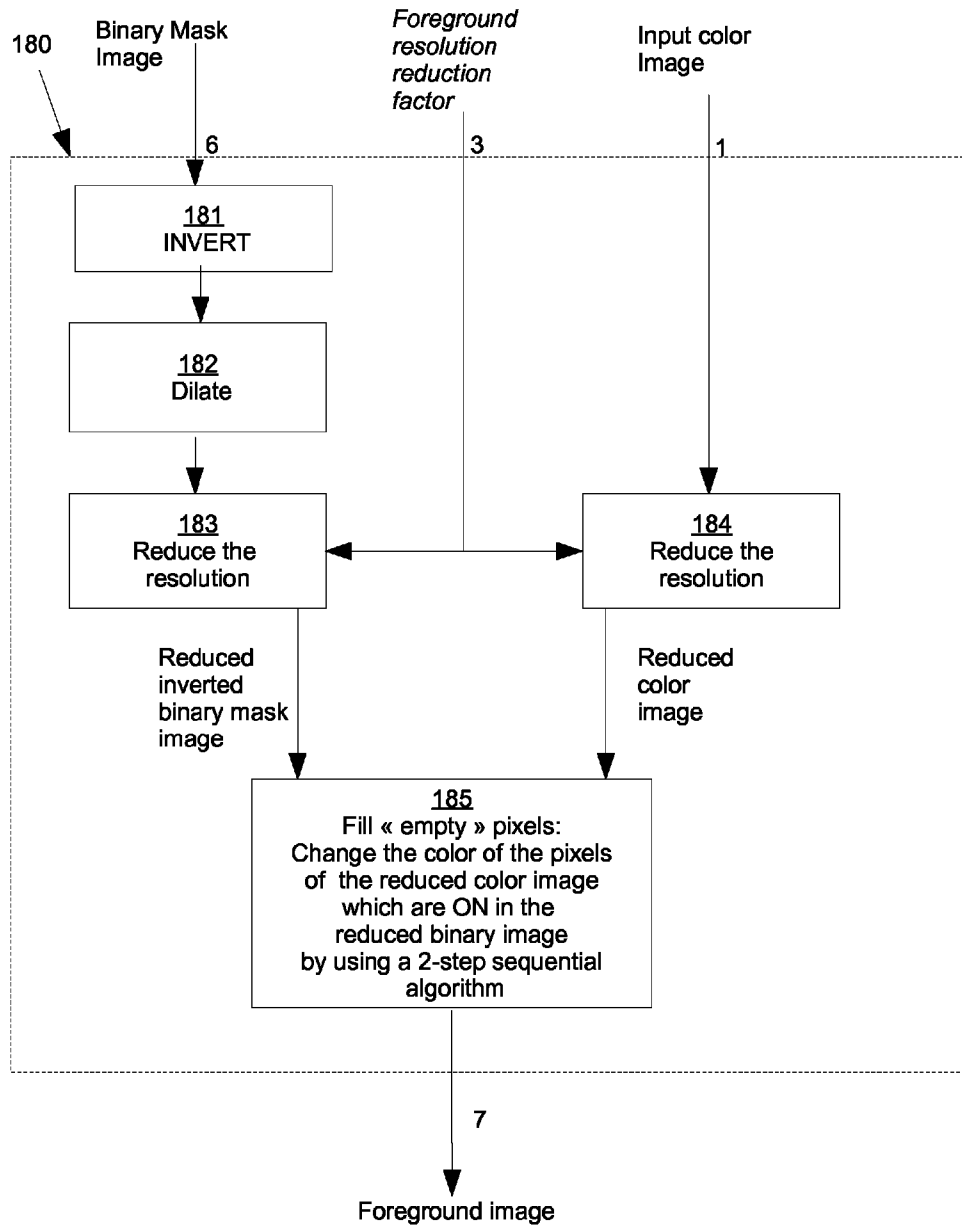 180
Binary Mask
Image
Foreground
resolution
reduction
factor
Input color
Image
6
3
1
181
INVERT
182
Dilate
183
Reduce the
resolution
184
Reduce the
resolution
Reduced
inverted
binary mask
image
Reduced
color
image
185
Fill « empty » pixels:
Change the color of the pixels
of the reduced color image
which are ON in the
reduced binary image
by using a 2-step sequential
algorithm
7
Foreground image